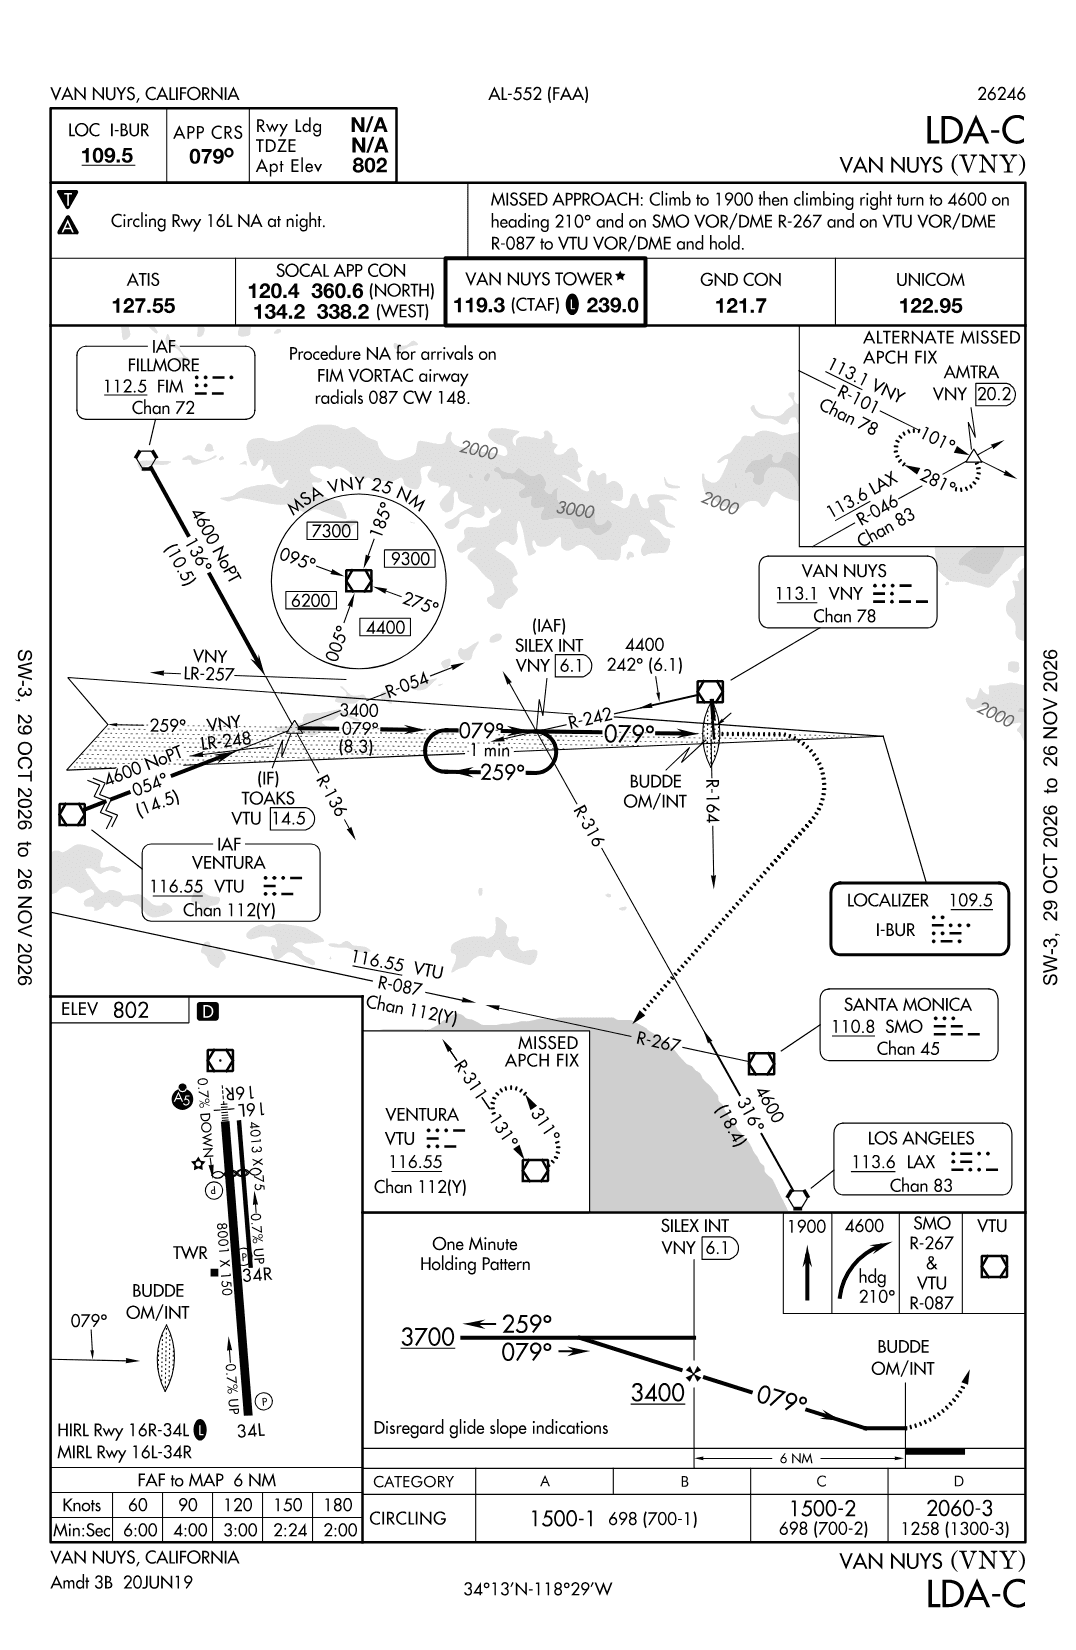 VAN NUYS, CALIFORNIA
AL-552 (FAA)
26246
LDA-C
VAN NUYS (VNY)
LOC I-BUR
109.5
APP CRS
079°
Rwy Ldg N/A
TDZE N/A
Apt Elev 802
T
A
Circling Rwy 16L NA at night.
MISSED APPROACH: Climb to 1900 then climbing right turn to 4600 on
heading 210° and on SMO VOR/DME R-267 and on VTU VOR/DME
R-087 to VTU VOR/DME and hold.
ATIS
127.55
SOCAL APP CON
120.4 360.6 (NORTH)
134.2 338.2 (WEST)
VAN NUYS TOWER★
119.3 (CTAF) L 239.0
GND CON
121.7
UNICOM
122.95
IAF
FILLMORE
112.5 FIM
Chan 72
Procedure NA for arrivals on
FIM VORTAC airway
radials 087 CW 148.
ALTERNATE MISSED
APCH FIX
AMTRA
VNY 20.2
113.1 VNY
R-101
Chan 78
101°
281°
113.6 LAX
R-046
Chan 83
2000
3000
2000
2000
MSA VNY 25 NM
7300
185°
095°
9300
6200
275°
005°
4400
4600 NoPT
136°
(10.5)
VAN NUYS
113.1 VNY
Chan 78
(IAF)
SILEX INT
VNY 6.1
4400
242° (6.1)
VNY
LR-257
R-054
R-242
259°
VNY
LR-248
3400
079°
(8.3)
079°
1 min
259°
079°
4600 NoPT
054°
(14.5)
(IF)
TOAKS
VTU 14.5
R-136
BUDDE
OM/INT
R-164
R-316
IAF
VENTURA
116.55 VTU
Chan 112(Y)
LOCALIZER 109.5
I-BUR
116.55 VTU
R-087
Chan 112(Y)
R-267
SANTA MONICA
110.8 SMO
Chan 45
4600
316°
(18.4)
LOS ANGELES
113.6 LAX
Chan 83
MISSED
APCH FIX
R-311
131°
311°
VENTURA
VTU
116.55
Chan 112(Y)
ELEV 802
D
A5
0.7% DOWN
16R
16L
4013 X 75
P
8001 X 150
0.7% UP
P
TWR
34R
BUDDE
OM/INT
079°
0.7% UP
P
34L
HIRL Rwy 16R-34L L
MIRL Rwy 16L-34R
One Minute
Holding Pattern
SILEX INT
VNY 6.1
1900
4600
hdg
210°
SMO
R-267
&
VTU
R-087
VTU
3700
259°
079°
3400
079°
BUDDE
OM/INT
Disregard glide slope indications
6 NM
FAF to MAP 6 NM
Knots 60 90 120 150 180
Min:Sec 6:00 4:00 3:00 2:24 2:00
CATEGORY A B C D
CIRCLING 1500-1 698 (700-1) 1500-2 698 (700-2) 2060-3 1258 (1300-3)
VAN NUYS, CALIFORNIA
Amdt 3B 20JUN19
34°13'N-118°29'W
VAN NUYS (VNY)
LDA-C
SW-3, 29 OCT 2026 to 26 NOV 2026
SW-3, 29 OCT 2026 to 26 NOV 2026